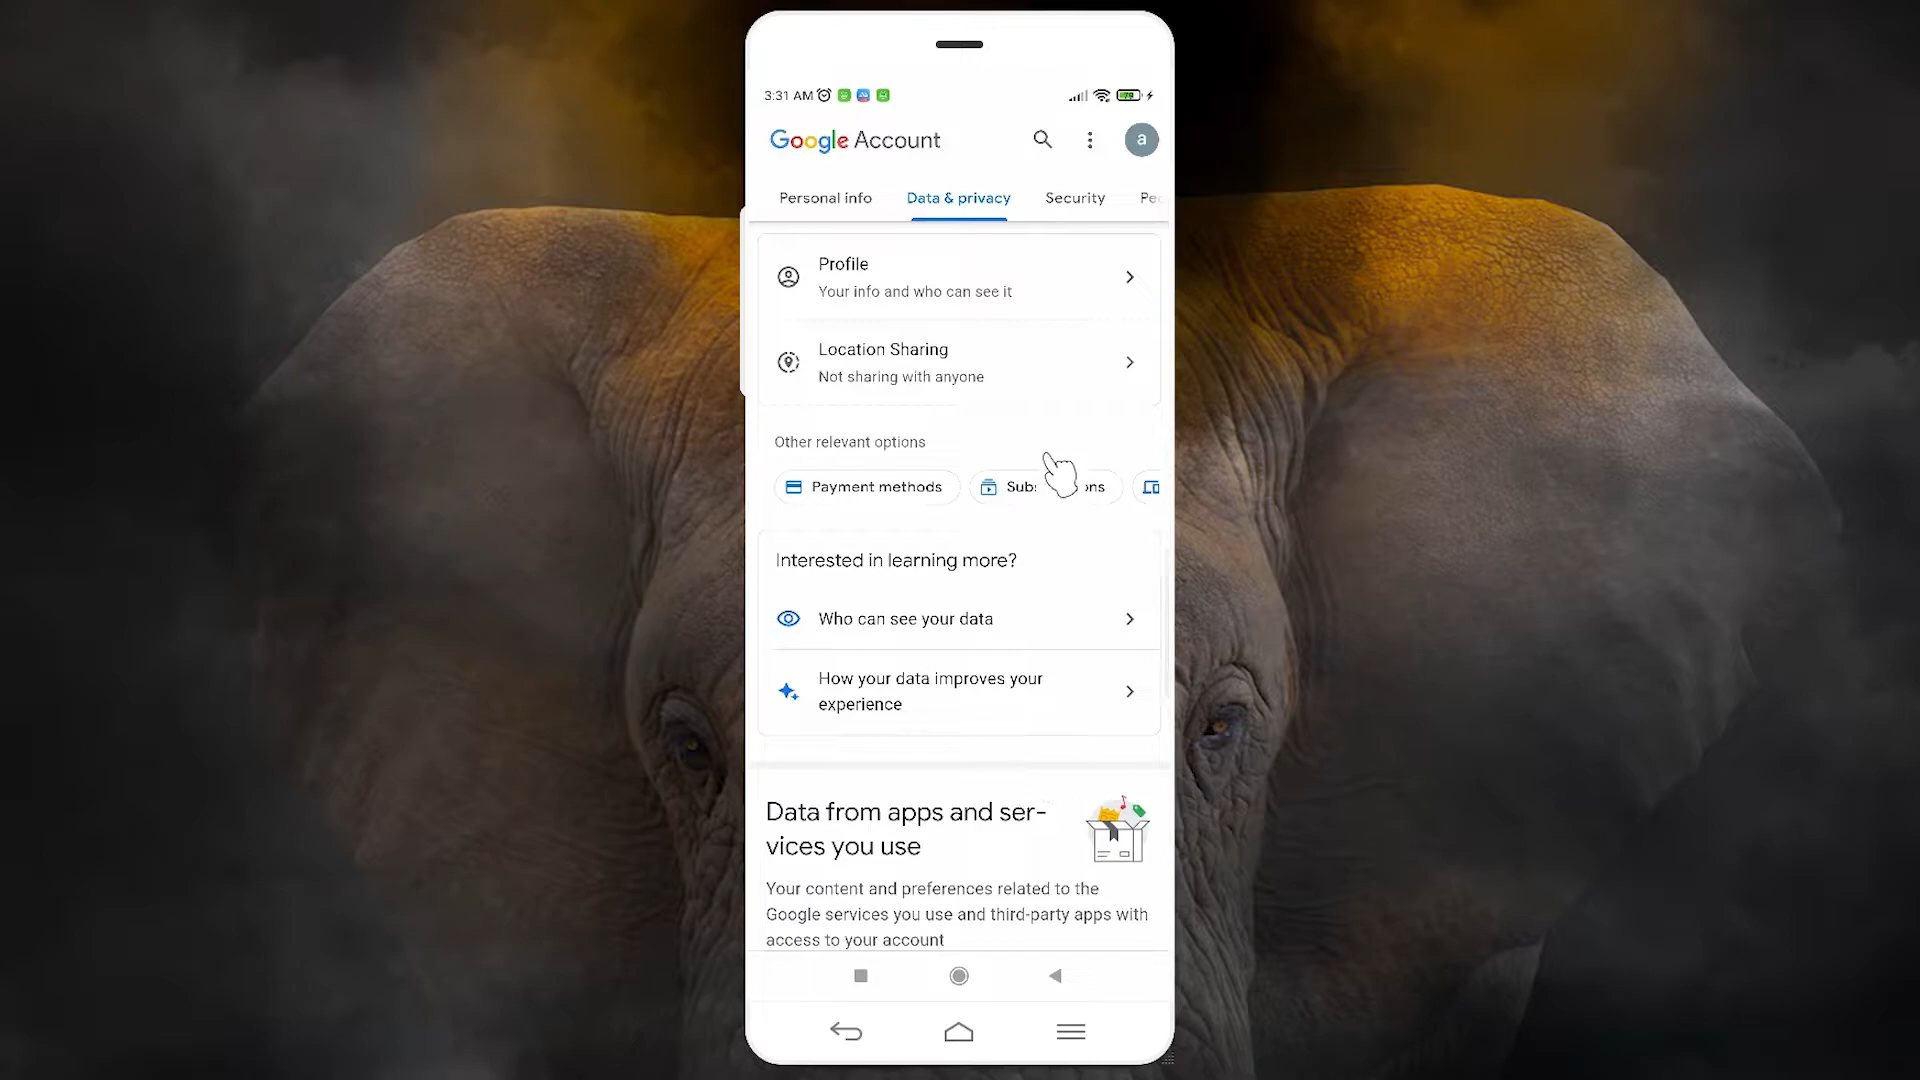 3:31 AM
79
Google Account
a
Personal info
Data & privacy
Security
Profile
Your info and who can see it
Location Sharing
Not sharing with anyone
Other relevant options
Payment methods
Interested in learning more?
Who can see your data
How your data improves your
experience
Data from apps and ser-
vices you use
Your content and preferences related to the
Google services you use and third-party apps with
access to your account